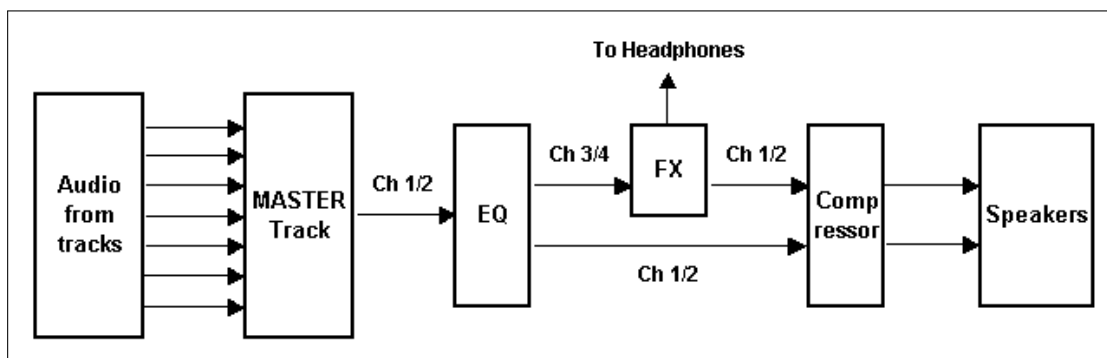 To Headphones
Audio
from
tracks
MASTER
Track
Ch 1/2
EQ
Ch 3/4
FX
Ch 1/2
Ch 1/2
Comp
ressor
Speakers